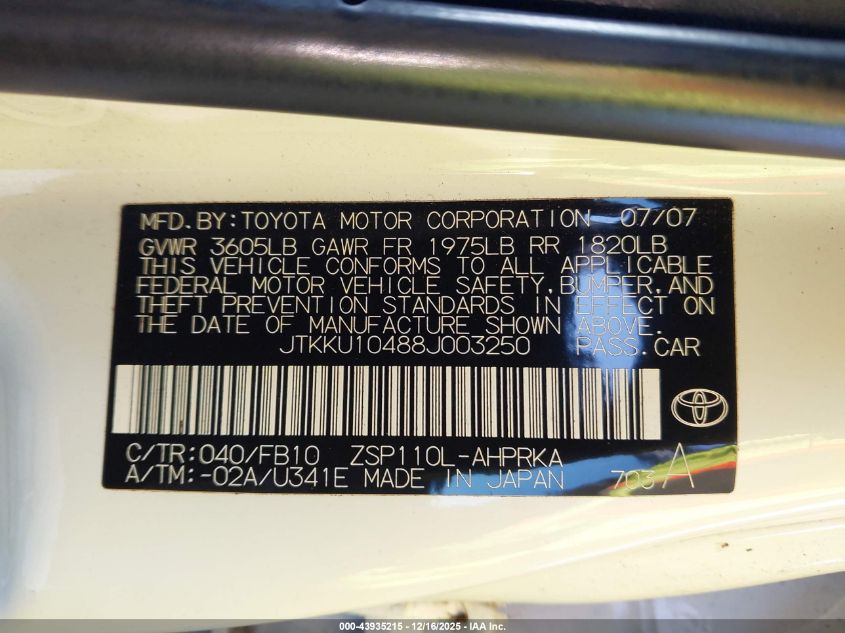 MFD.BY:TOYOTA MOTOR CORPORATION 07/07
GVWR 3605LB GAWR FR 1975LB RR 1820LB
THIS VEHICLE CONFORMS TO ALL APPLICABLE
FEDERAL MOTOR VEHICLE SAFETY,BUMPER,AND
THEFT PREVENTION STANDARDS IN EFFECT ON
THE DATE OF MANUFACTURE SHOWN ABOVE.
JTKKU10488J003250 PASS.CAR
C/TR:040/FB10 ZSP110L-AHPRKA
A/TM:-02A/U341E MADE IN JAPAN 703 A
000-43935215 - 12/16/2025 - IAA Inc.